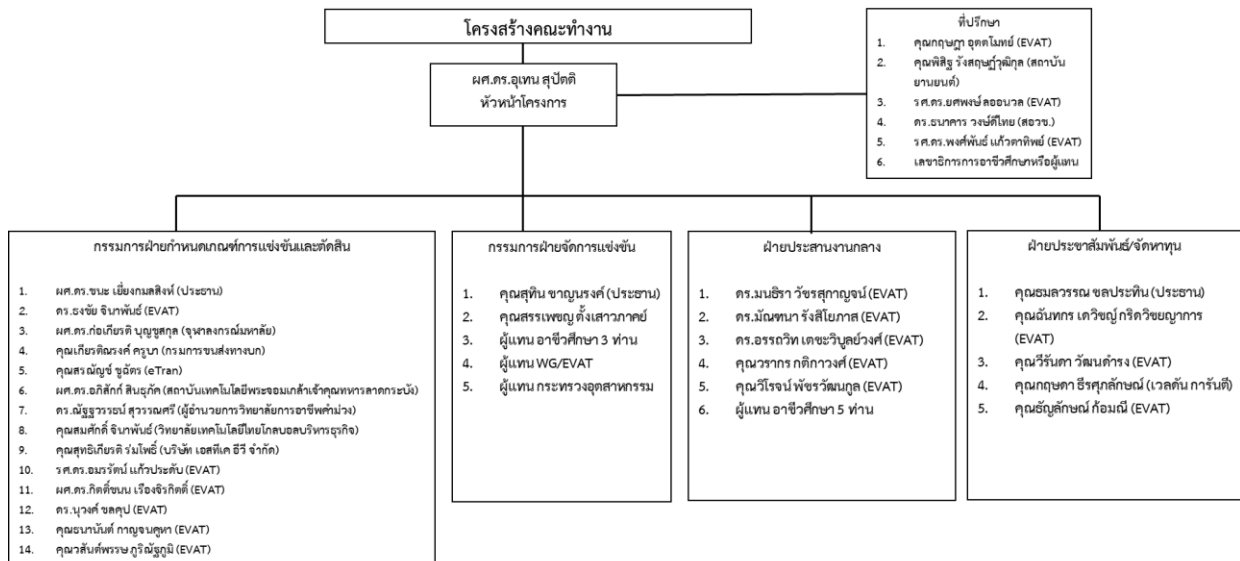 โครงสร้างคณะทำงาน
ผศ.ดร.อุเทน สุปัตติ
หัวหน้าโครงการ
ที่ปรึกษา
1. คุณกฤษฎา อุตตโมทย์ (EVAT)
2. คุณพิสิฐ รังสฤษฎ์วุฒิกุล (สถาบัน
ยานยนต์)
3. รศ.ดร.ยศพงษ์ ลออนวล (EVAT)
4. ดร.ธนาคาร วงษ์ดีไทย (สอวช.)
5. รศ.ดร.พงศ์พันธ์ แก้วตาทิพย์ (EVAT)
6. เลขาธิการการอาชีวศึกษาหรือผู้แทน
กรรมการฝ่ายกำหนดเกณฑ์การแข่งขันและตัดสิน
1. ผศ.ดร.ชนะ เยี่ยงกมลสิงห์ (ประธาน)
2. ดร.ธงชัย จินาพันธ์ (EVAT)
3. ผศ.ดร.ก่อเกียรติ บุญชูสกุล (จุฬาลงกรณ์มหาลัย)
4. คุณเกียรติณรงค์ ครูบา (กรมการขนส่งทางบก)
5. คุณสรณัญช์ ชูฉัตร (eTran)
6. ผศ.ดร.อภิสักก์ สินธุภัค (สถาบันเทคโนโลยีพระจอมเกล้าเจ้าคุณทหารลาดกระบัง)
7. ดร.ณัฐฐวรรธน์ สุวรรณศรี (ผู้อำนวยการวิทยาลัยการอาชีพคำม่วง)
8. คุณสมศักดิ์ จินาพันธ์ (วิทยาลัยเทคโนโลยีไทยโกลบอลบริหารธุรกิจ)
9. คุณสุทธิเกียรติ ร่มโพธิ์ (บริษัท เอสทีเค อีวี จำกัด)
10. รศ.ดร.อมรรัตน์ แก้วประดับ (EVAT)
11. ผศ.ดร.กิตติ์ชนน เรืองจิรกิตติ์ (EVAT)
12. ดร.นุวงศ์ ชลคุป (EVAT)
13. คุณธนานันต์ กาญจนคูหา (EVAT)
14. คุณวสันต์พรรษ ภูริณัฐภูมิ (EVAT)
กรรมการฝ่ายจัดการแข่งขัน
1. คุณสุทิน ชาญนรงค์ (ประธาน)
2. คุณสรรเพชญ ตั้งเสาวภาคย์
3. ผู้แทน อาชีวศึกษา 3 ท่าน
4. ผู้แทน WG/EVAT
5. ผู้แทน กระทรวงอุตสาหกรรม
ฝ่ายประสานงานกลาง
1. ดร.มนธิรา วัชรสุกาญจน์ (EVAT)
2. ดร.มัณฑนา รังสิโยภาส (EVAT)
3. ดร.อรรถวิท เตชะวิบูลย์วงศ์ (EVAT)
4. คุณวรากร กติกาวงศ์ (EVAT)
5. คุณวิโรจน์ พัชรวัฒนกูล (EVAT)
6. ผู้แทน อาชีวศึกษา 5 ท่าน
ฝ่ายประชาสัมพันธ์/จัดหาทุน
1. คุณธมลวรรณ ชลประทิน (ประธาน)
2. คุณฉันทกร เดวิชญ์ กริดวิชยญาการ
(EVAT)
3. คุณวีรันดา วัฒนดำรง (EVAT)
4. คุณกฤษดา ธีรศุภลักษณ์ (เวลดัน การันตี)
5. คุณธัญลักษณ์ ก้อมณี (EVAT)